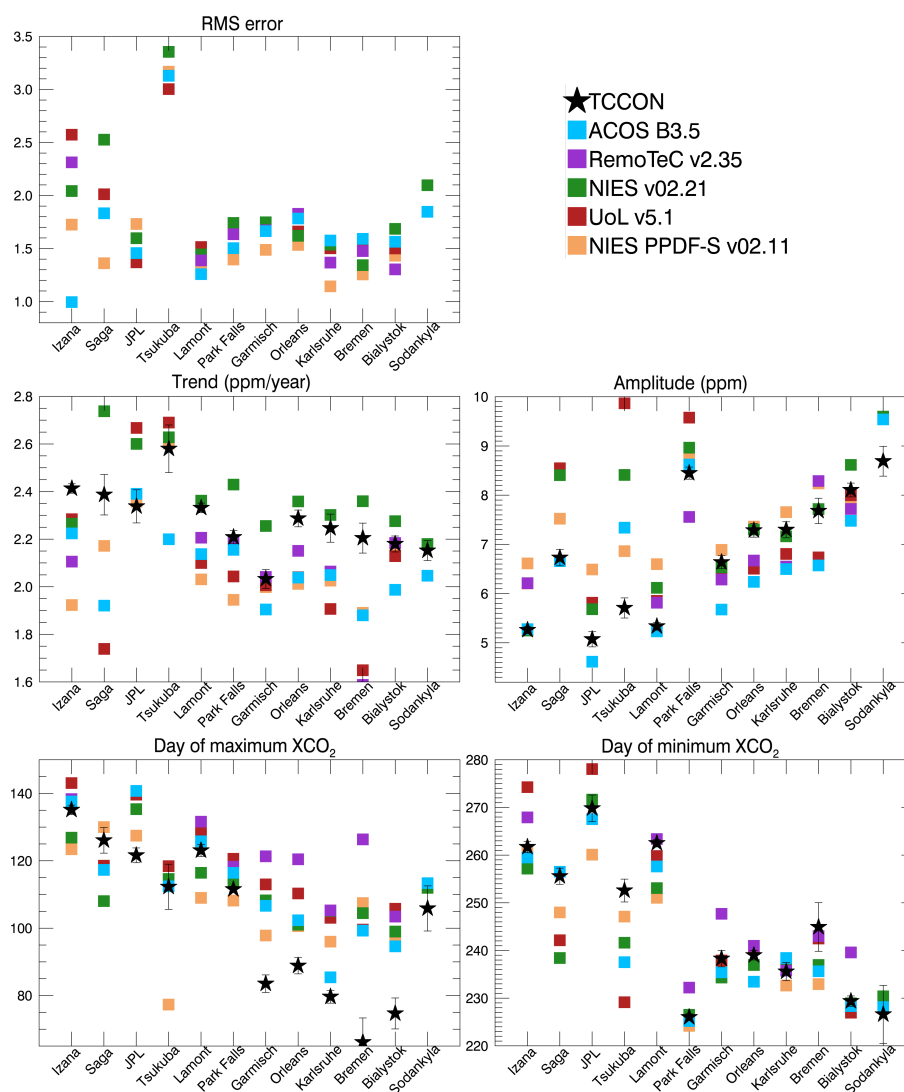 RMS error
3.5
3.0
2.5
2.0
1.5
1.0
Izana
Saga
JPL
Tsukuba
Lamont
Park Falls
Garmisch
Orleans
Karlsruhe
Bremen
Bialystok
Sodankyla
TCCON
ACOS B3.5
RemoTeC v2.35
NIES v02.21
UoL v5.1
NIES PPDF-S v02.11
Trend (ppm/year)
2.8
2.6
2.4
2.2
2.0
1.8
1.6
Izana
Saga
JPL
Tsukuba
Lamont
Park Falls
Garmisch
Orleans
Karlsruhe
Bremen
Bialystok
Sodankyla
Amplitude (ppm)
10
9
8
7
6
5
Izana
Saga
JPL
Tsukuba
Lamont
Park Falls
Garmisch
Orleans
Karlsruhe
Bremen
Bialystok
Sodankyla
Day of maximum XCO₂
140
120
100
80
Izana
Saga
JPL
Tsukuba
Lamont
Park Falls
Garmisch
Orleans
Karlsruhe
Bremen
Bialystok
Sodankyla
Day of minimum XCO₂
280
270
260
250
240
230
220
Izana
Saga
JPL
Tsukuba
Lamont
Park Falls
Garmisch
Orleans
Karlsruhe
Bremen
Bialystok
Sodankyla